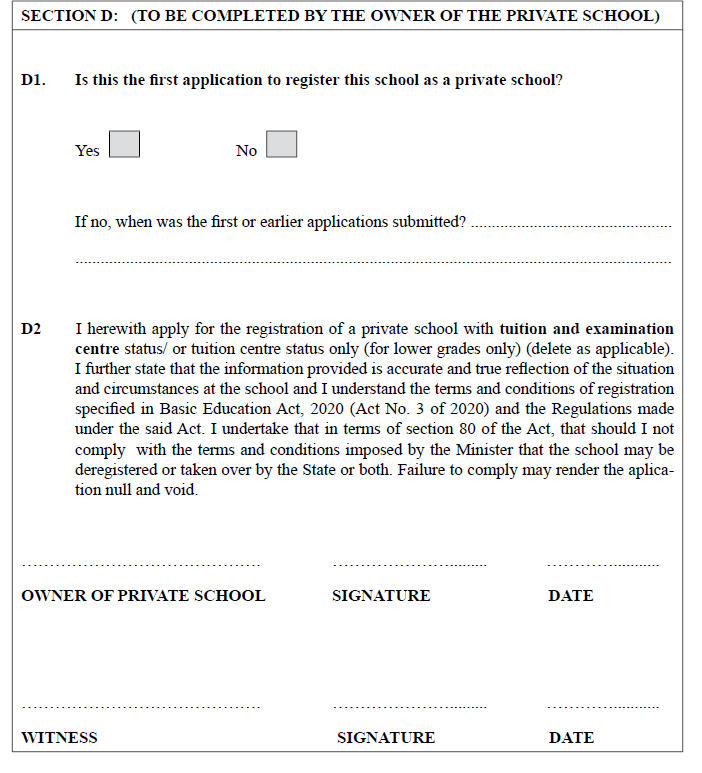 SECTION D: (TO BE COMPLETED BY THE OWNER OF THE PRIVATE SCHOOL)
D1. Is this the first application to register this school as a private school?
Yes No
If no, when was the first or earlier applications submitted? ................................................
................................................................................................................................................
D2 I herewith apply for the registration of a private school with tuition and examination
centre status/ or tuition centre status only (for lower grades only) (delete as applicable).
I further state that the information provided is accurate and true reflection of the situation
and circumstances at the school and I understand the terms and conditions of registration
specified in Basic Education Act, 2020 (Act No. 3 of 2020) and the Regulations made
under the said Act. I undertake that in terms of section 80 of the Act, that should I not
comply with the terms and conditions imposed by the Minister that the school may be
deregistered or taken over by the State or both. Failure to comply may render the aplica-
tion null and void.
............................................ ................................. ..........................
OWNER OF PRIVATE SCHOOL SIGNATURE DATE
............................................ ................................. ..........................
WITNESS SIGNATURE DATE